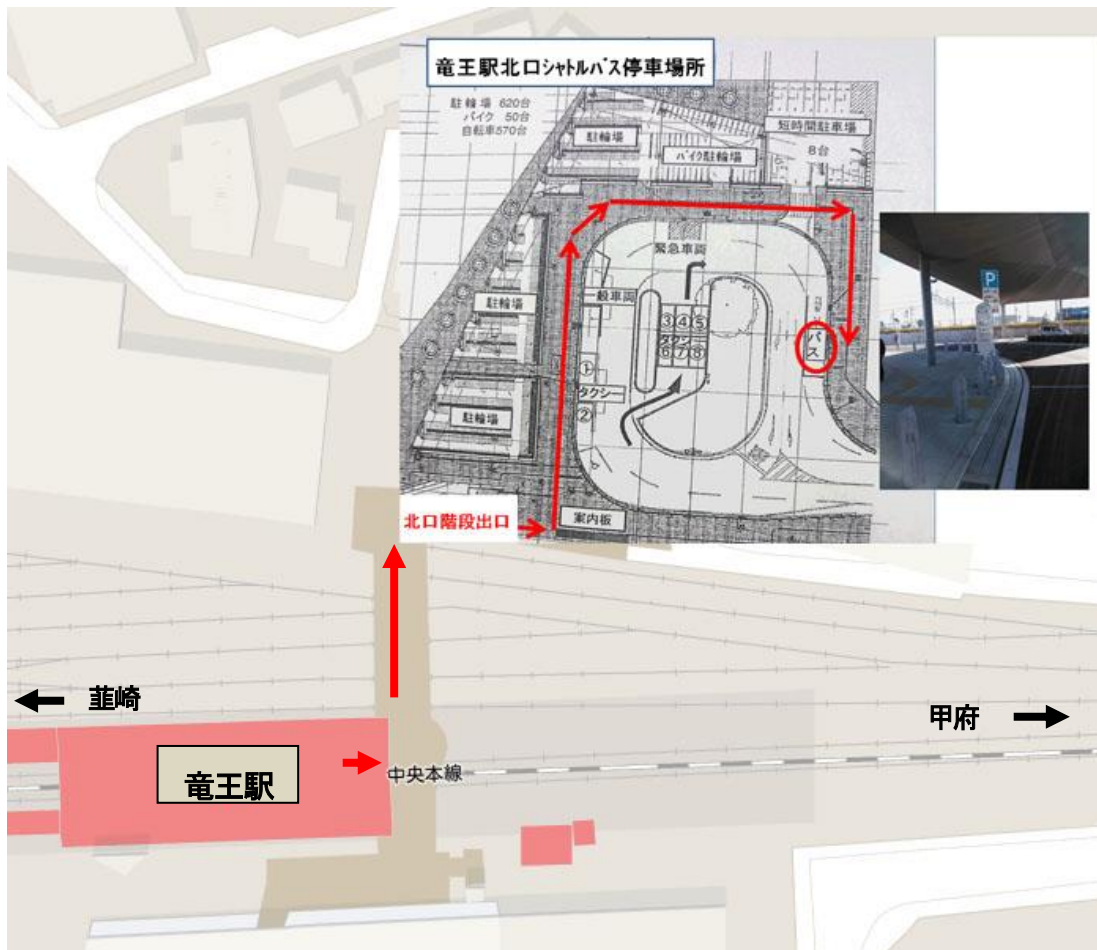 竜王駅北口シャトルバス停車場所
駐輪場 620台
バイク 50台
自転車570台
駐輪場
バイク駐輪場
短時間駐車場
8台
緊急車両
一般車両
駐輪場
③④⑤
タクシー
⑥⑦⑧
バス
①
タクシー
②
駐輪場
北口階段出口
案内板
P
韮崎
甲府
竜王駅
中央本線